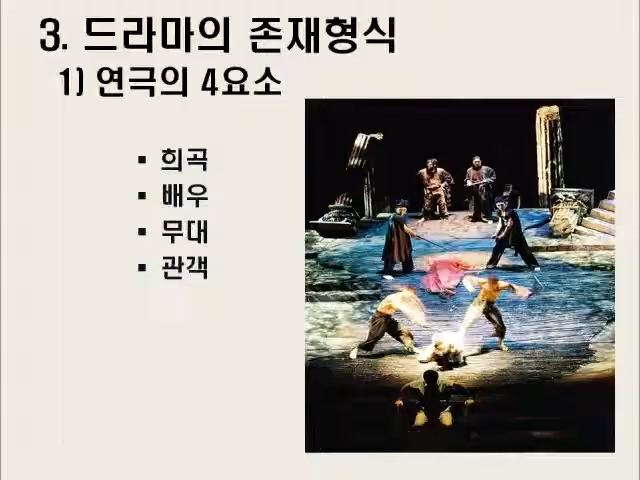 3. 드라마의 존재형식
1) 연극의 4요소
▪ 희곡
▪ 배우
▪ 무대
▪ 관객